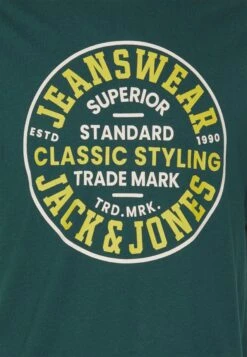 JEANSWEAR
SUPERIOR
ESTD
1990
STANDARD
CLASSIC STYLING
TRADE MARK
TRD.MRK.
JACK & JONES